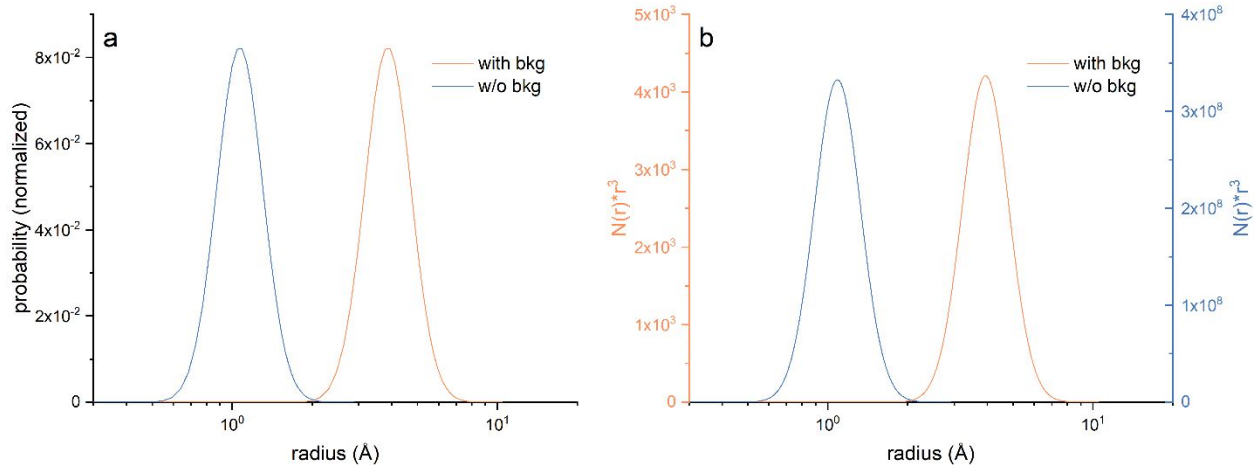 a
probability (normalized)
8x10⁻²
6x10⁻²
4x10⁻²
2x10⁻²
0
with bkg
w/o bkg
10⁰
10¹
radius (Å)
b
N(r)*r³
5x10³
4x10³
3x10³
2x10³
1x10³
0
with bkg
w/o bkg
4x10⁸
3x10⁸
2x10⁸
1x10⁸
0
N(r)*r³
10⁰
10¹
radius (Å)